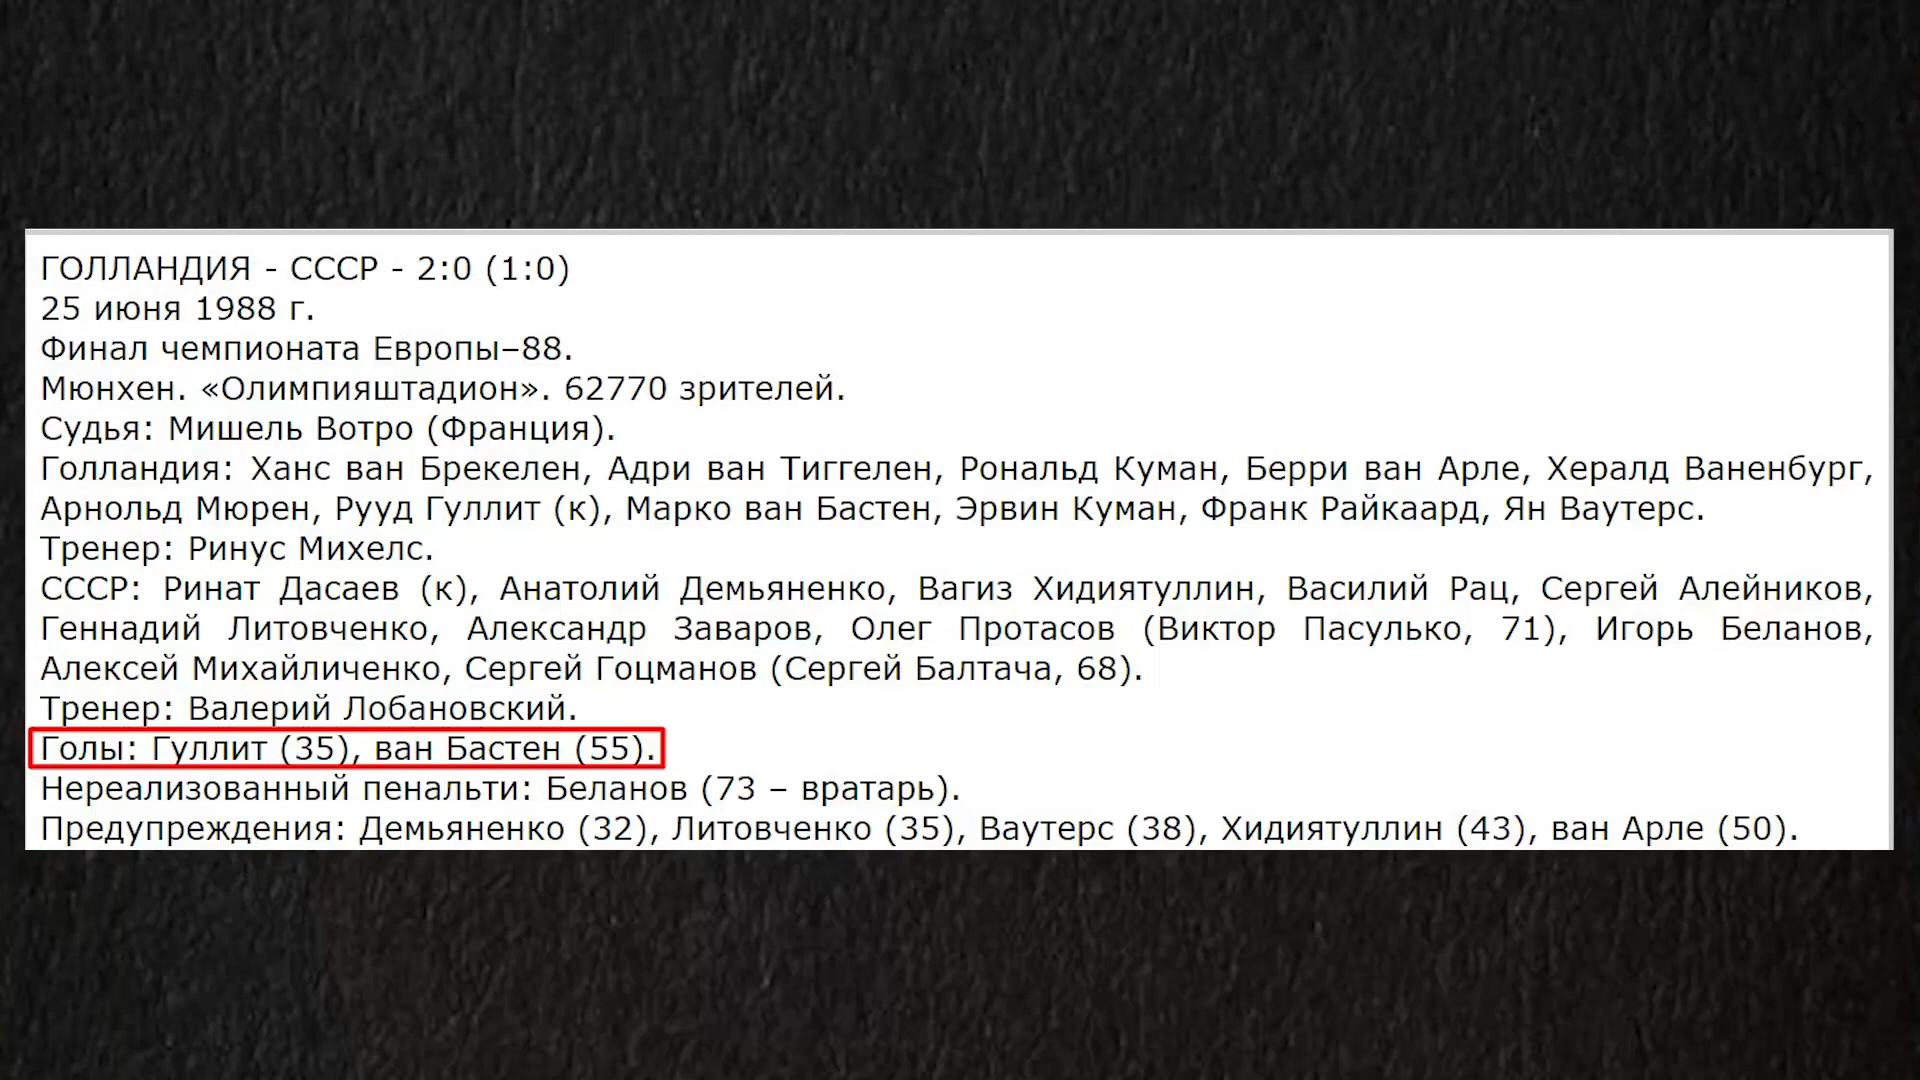 ГОЛЛАНДИЯ - СССР - 2:0 (1:0)
25 июня 1988 г.
Финал чемпионата Европы–88.
Мюнхен. «Олимпияштадион». 62770 зрителей.
Судья: Мишель Вотро (Франция).
Голландия: Ханс ван Брекелен, Адри ван Тиггелен, Рональд Куман, Берри ван Арле, Хералд Ваненбург,
Арнольд Мюрен, Рууд Гуллит (к), Марко ван Бастен, Эрвин Куман, Франк Райкаард, Ян Ваутерс.
Тренер: Ринус Михелс.
СССР: Ринат Дасаев (к), Анатолий Демьяненко, Вагиз Хидиятуллин, Василий Рац, Сергей Алейников,
Геннадий Литовченко, Александр Заваров, Олег Протасов (Виктор Пасулько, 71), Игорь Беланов,
Алексей Михайличенко, Сергей Гоцманов (Сергей Балтача, 68).
Тренер: Валерий Лобановский.
Голы: Гуллит (35), ван Бастен (55).
Нереализованный пенальти: Беланов (73 – вратарь).
Предупреждения: Демьяненко (32), Литовченко (35), Ваутерс (38), Хидиятуллин (43), ван Арле (50).